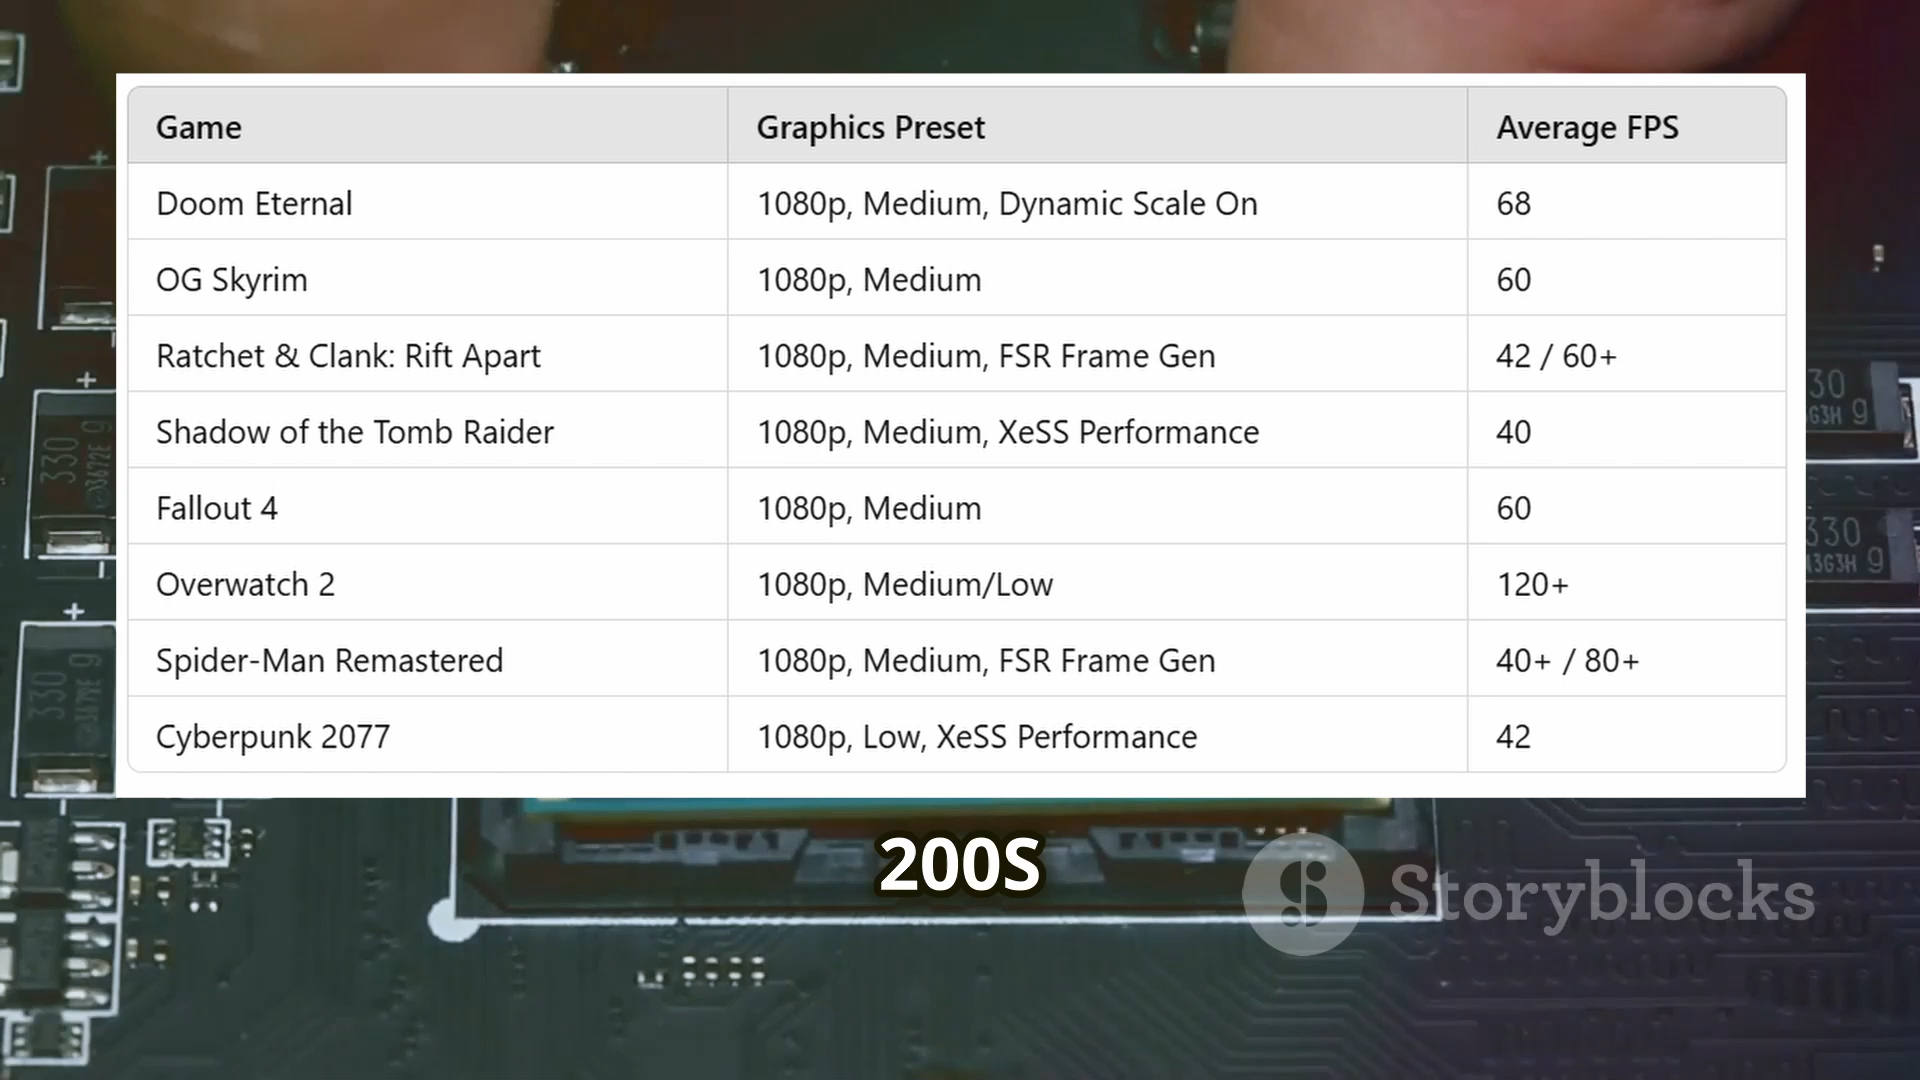 Game Graphics Preset Average FPS
Doom Eternal 1080p, Medium, Dynamic Scale On 68
OG Skyrim 1080p, Medium 60
Ratchet & Clank: Rift Apart 1080p, Medium, FSR Frame Gen 42 / 60+
Shadow of the Tomb Raider 1080p, Medium, XeSS Performance 40
Fallout 4 1080p, Medium 60
Overwatch 2 1080p, Medium/Low 120+
Spider-Man Remastered 1080p, Medium, FSR Frame Gen 40+ / 80+
Cyberpunk 2077 1080p, Low, XeSS Performance 42
200S
Storyblocks
330
330
330